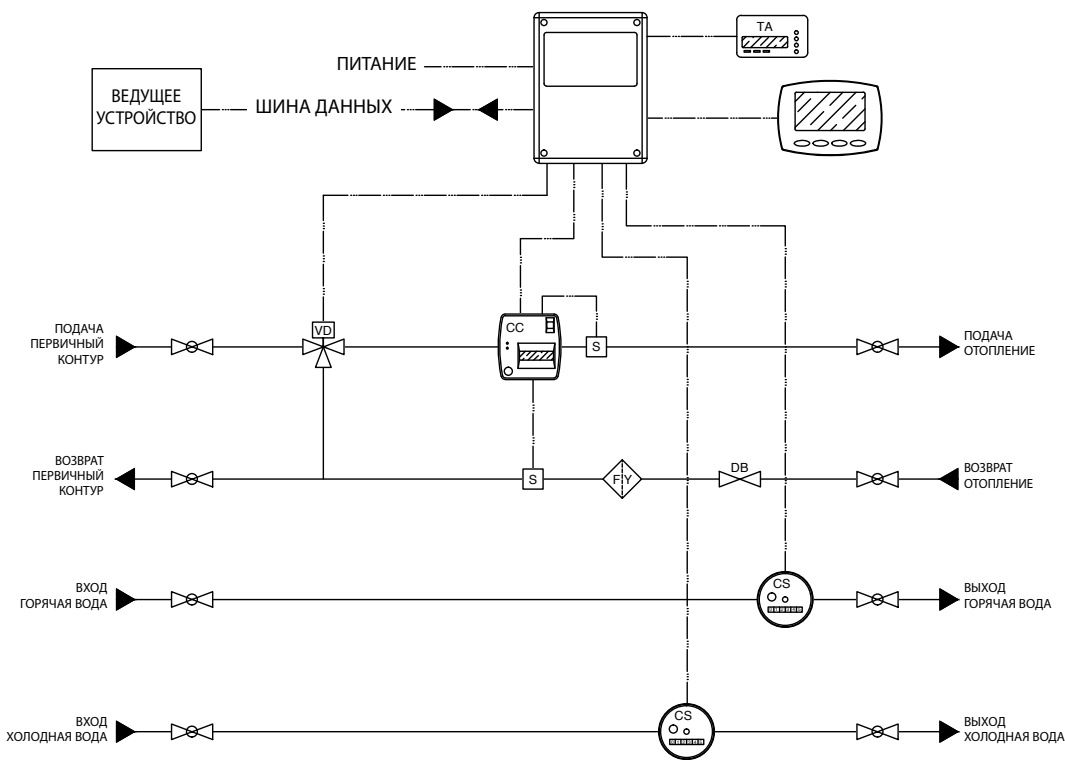 TA
ПИТАНИЕ
ВЕДУЩЕЕ
УСТРОЙСТВО
ШИНА ДАННЫХ
VD
CC
S
ПОДАЧА
ПЕРВИЧНЫЙ
КОНТУР
ПОДАЧА
ОТОПЛЕНИЕ
ВОЗВРАТ
ПЕРВИЧНЫЙ
КОНТУР
S
F Y
DB
ВОЗВРАТ
ОТОПЛЕНИЕ
ВХОД
ГОРЯЧАЯ ВОДА
CS
ВЫХОД
ГОРЯЧАЯ ВОДА
ВХОД
ХОЛОДНАЯ ВОДА
CS
ВЫХОД
ХОЛОДНАЯ ВОДА